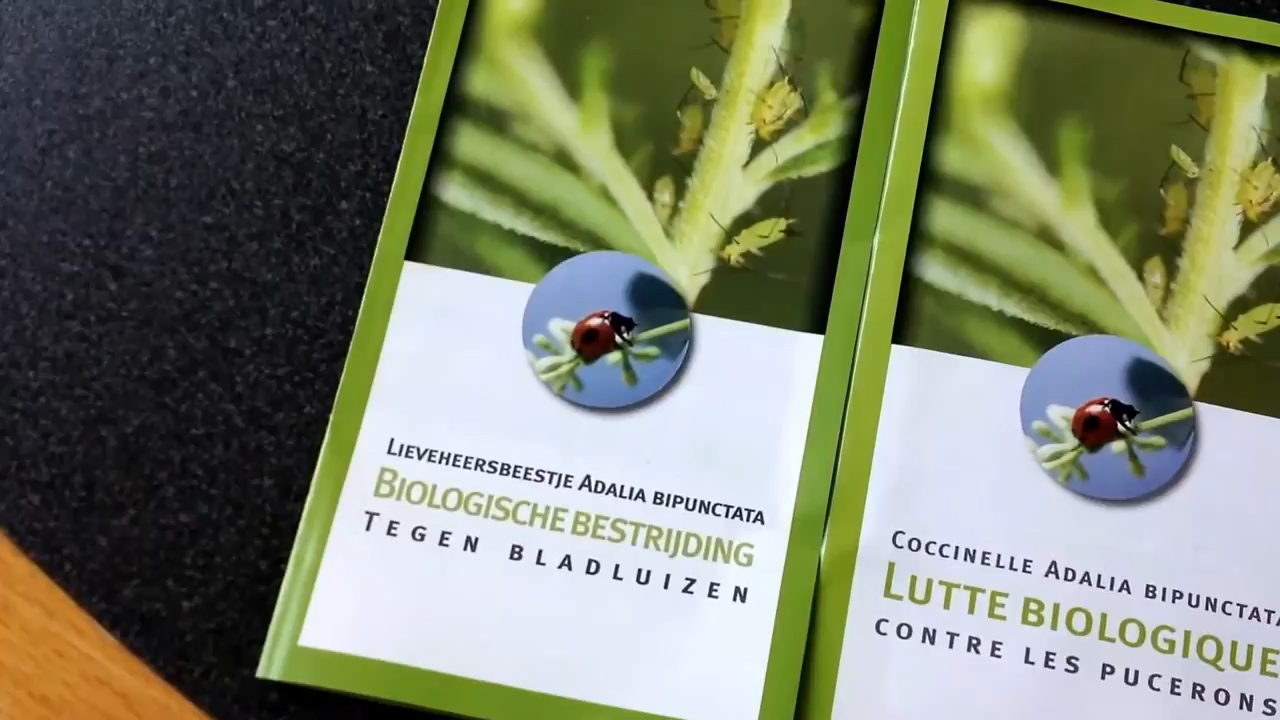 Lieveheersbeestje Adalia bipunctata
Biologische bestrijding
Tegen bladluizen
Coccinelle Adalia bipunctata
Lutte biologique
contre les pucerons